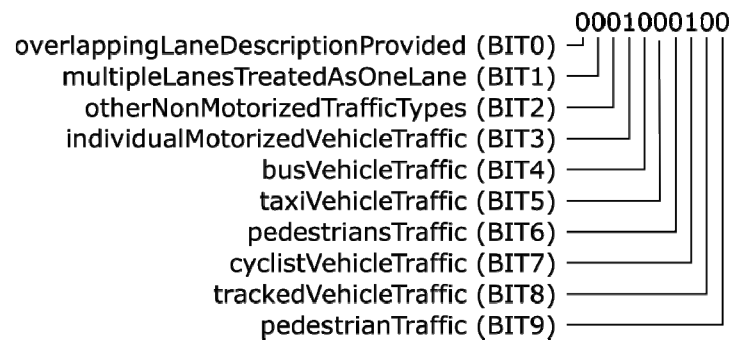 0001000100
overlappingLaneDescriptionProvided (BIT0)
multipleLanesTreatedAsOneLane (BIT1)
otherNonMotorizedTrafficTypes (BIT2)
individualMotorizedVehicleTraffic (BIT3)
busVehicleTraffic (BIT4)
taxiVehicleTraffic (BIT5)
pedestriansTraffic (BIT6)
cyclistVehicleTraffic (BIT7)
trackedVehicleTraffic (BIT8)
pedestrianTraffic (BIT9)